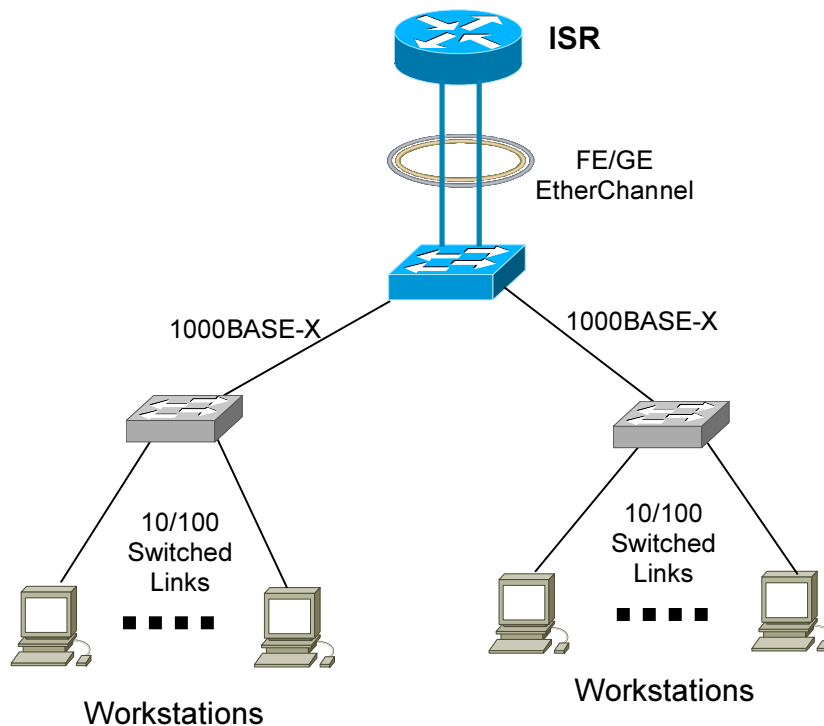 ISR
FE/GE
EtherChannel
1000BASE-X
1000BASE-X
10/100
Switched
Links
10/100
Switched
Links
Workstations
Workstations